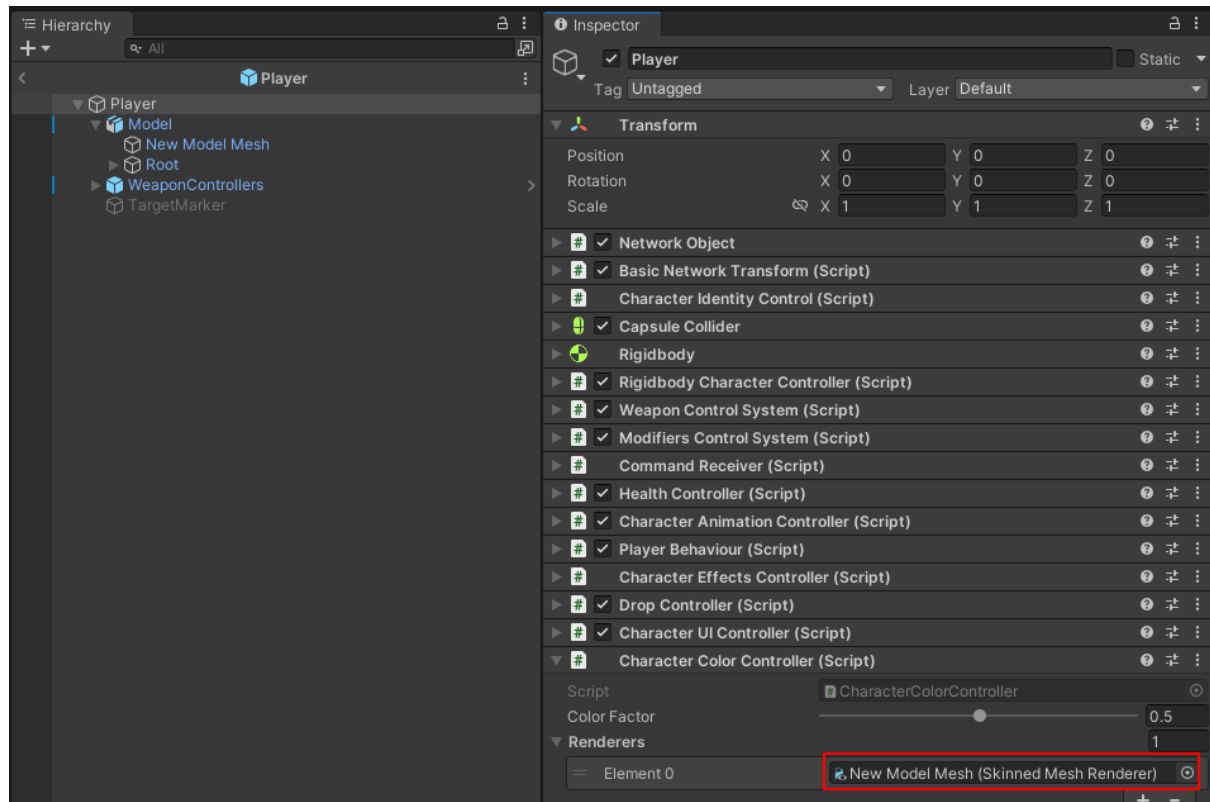 Hierarchy
All
Player
Player
Model
New Model Mesh
Root
WeaponControllers
TargetMarker
Inspector
Player Static
Tag Untagged Layer Default
Transform
Position X 0 Y 0 Z 0
Rotation X 0 Y 0 Z 0
Scale X 1 Y 1 Z 1
# Network Object
# Basic Network Transform (Script)
# Character Identity Control (Script)
Capsule Collider
Rigidbody
# Rigidbody Character Controller (Script)
# Weapon Control System (Script)
# Modifiers Control System (Script)
# Command Receiver (Script)
# Health Controller (Script)
# Character Animation Controller (Script)
# Player Behaviour (Script)
# Character Effects Controller (Script)
# Drop Controller (Script)
# Character UI Controller (Script)
# Character Color Controller (Script)
Script # CharacterColorController
Color Factor 0.5
Renderers 1
Element 0 New Model Mesh (Skinned Mesh Renderer)